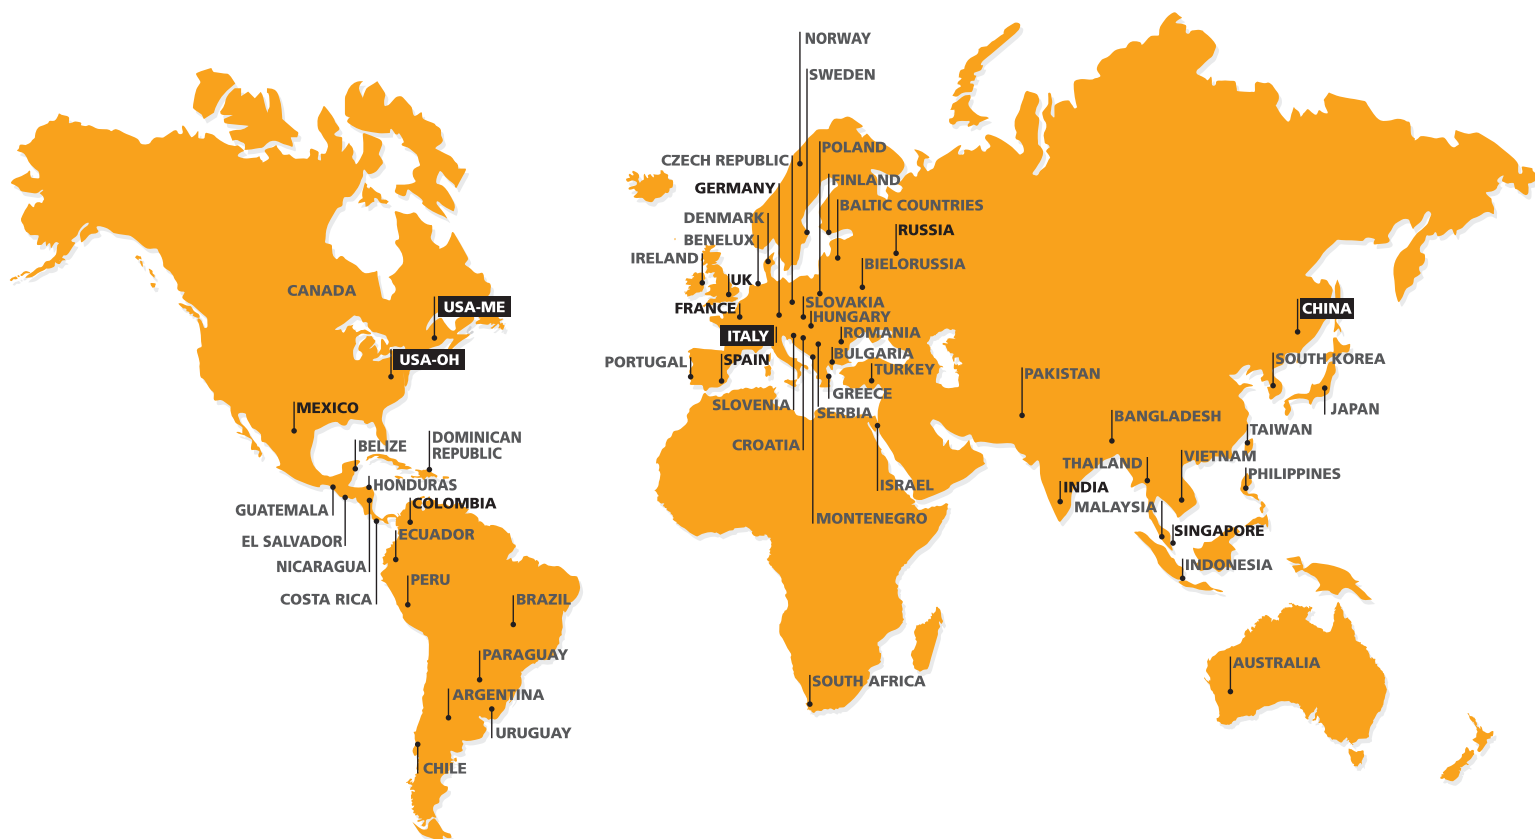 NORWAY
SWEDEN
POLAND
CZECH REPUBLIC
FINLAND
GERMANY
BALTIC COUNTRIES
DENMARK
RUSSIA
BENELUX
IRELAND
BIELORUSSIA
UK
CANADA
SLOVAKIA
USA-ME
FRANCE
CHINA
HUNGARY
ROMANIA
ITALY
BULGARIA
USA-OH
SPAIN
SOUTH KOREA
PORTUGAL
TURKEY
PAKISTAN
GREECE
SLOVENIA
MEXICO
JAPAN
SERBIA
BANGLADESH
TAIWAN
DOMINICAN
REPUBLIC
BELIZE
CROATIA
VIETNAM
THAILAND
PHILIPPINES
HONDURAS
ISRAEL
INDIA
COLOMBIA
MALAYSIA
GUATEMALA
MONTENEGRO
SINGAPORE
ECUADOR
EL SALVADOR
INDONESIA
NICARAGUA
PERU
COSTA RICA
BRAZIL
PARAGUAY
AUSTRALIA
SOUTH AFRICA
ARGENTINA
URUGUAY
CHILE